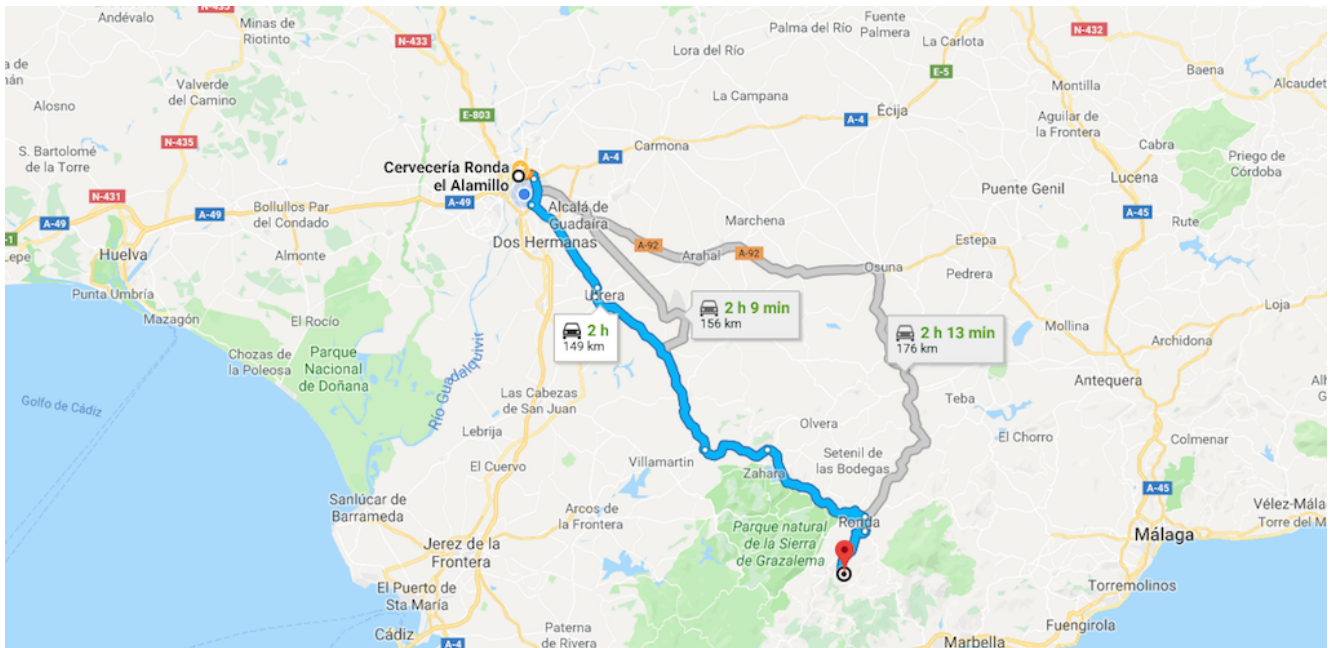 N-435
Andévalo
Minas de
Riotinto
N-433
Palma del Río
Fuente
Palmera
La Carlota
N-432
Lora del Río
E-5
Baena
Montilla
Alcaudet
Valverde
del Camino
Alosno
La Campana
Écija
E-803
A-4
Aguilar de
la Frontera
N-435
S. Bartolomé
de la Torre
Carmona
A-4
Cabra
Priego de
Córdoba
Cervecería Ronda
el Alamillo
Lucena
N-431
A-49
Puente Genil
Bollullos Par
del Condado
A-49
Alcalá de
Guadaíra
Marchena
A-45
Rute
A-49
-1
Lepe
Huelva
Almonte
Dos Hermanas
A-92
Arahal
A-92
Osuna
Estepa
Pedrera
Punta Umbría
Utrera
Loja
Mazagón
El Rocío
2 h 9 min
156 km
2 h
149 km
2 h 13 min
176 km
Mollina
Archidona
Chozas de
la Poleosa
Parque
Nacional
de Doñana
Río Guadalquivir
Antequera
Golfo de Cádiz
Las Cabezas
de San Juan
Teba
Lebrija
Olvera
El Chorro
Colmenar
El Cuervo
Villamartin
Zahara
Setenil de
las Bodegas
A-45
Sanlúcar de
Barrameda
Arcos de
la Frontera
Vélez-Mála
Torre del M
Parque natural
de la Sierra
de Grazalema
Ronda
Málaga
Jerez de la
Frontera
El Puerto de
Sta María
Torremolinos
Fuengirola
Cádiz
A-4
Paterna
de Rivera
Marbella